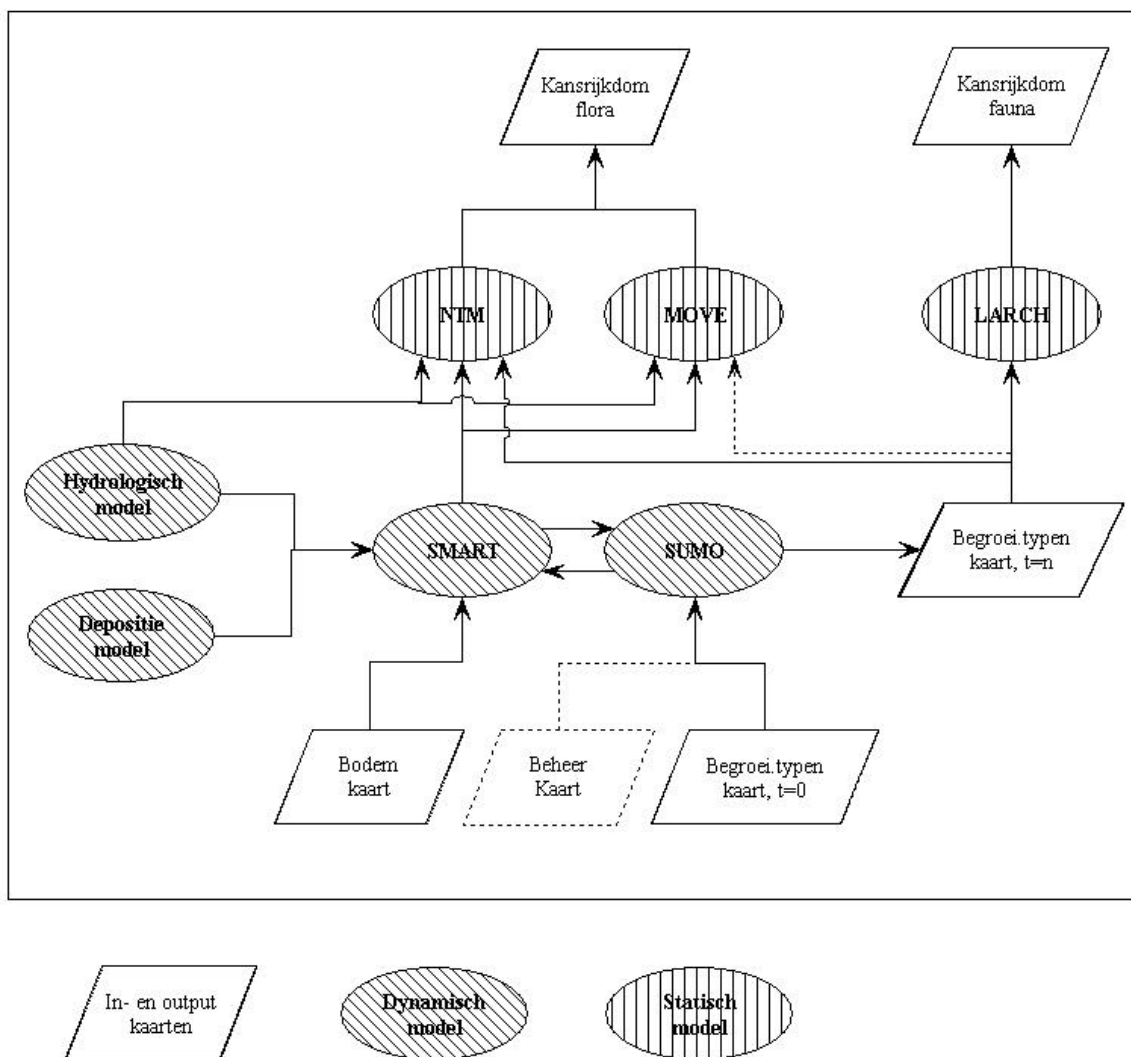 Kansrijkdom
flora
Kansrijkdom
fauna
NTM
MOVE
LARCH
Hydrologisch
model
SMART
SUMO
Begroei.typen
kaart, t=n
Depositie
model
Bodem
kaart
Beheer
Kaart
Begroei.typen
kaart, t=0
In- en output
kaarten
Dynamisch
model
Statisch
model